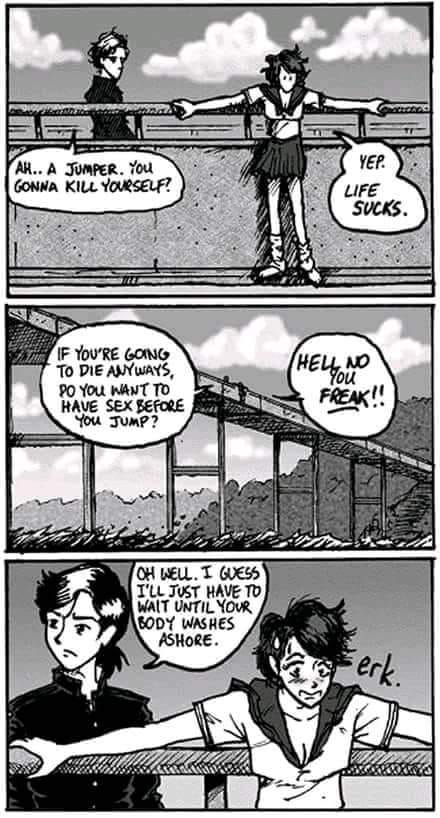 AH.. A JUMPER. YOU
GONNA KILL YOURSELF?
YEP.
LIFE
SUCKS.
IF YOU'RE GOING
TO DIE ANYWAYS,
DO YOU WANT TO
HAVE SEX BEFORE
YOU JUMP?
HELL NO
YOU
FREAK!!
OH WELL. I GUESS
I'LL JUST HAVE TO
WAIT UNTIL YOUR
BODY WASHES
ASHORE.
erk.